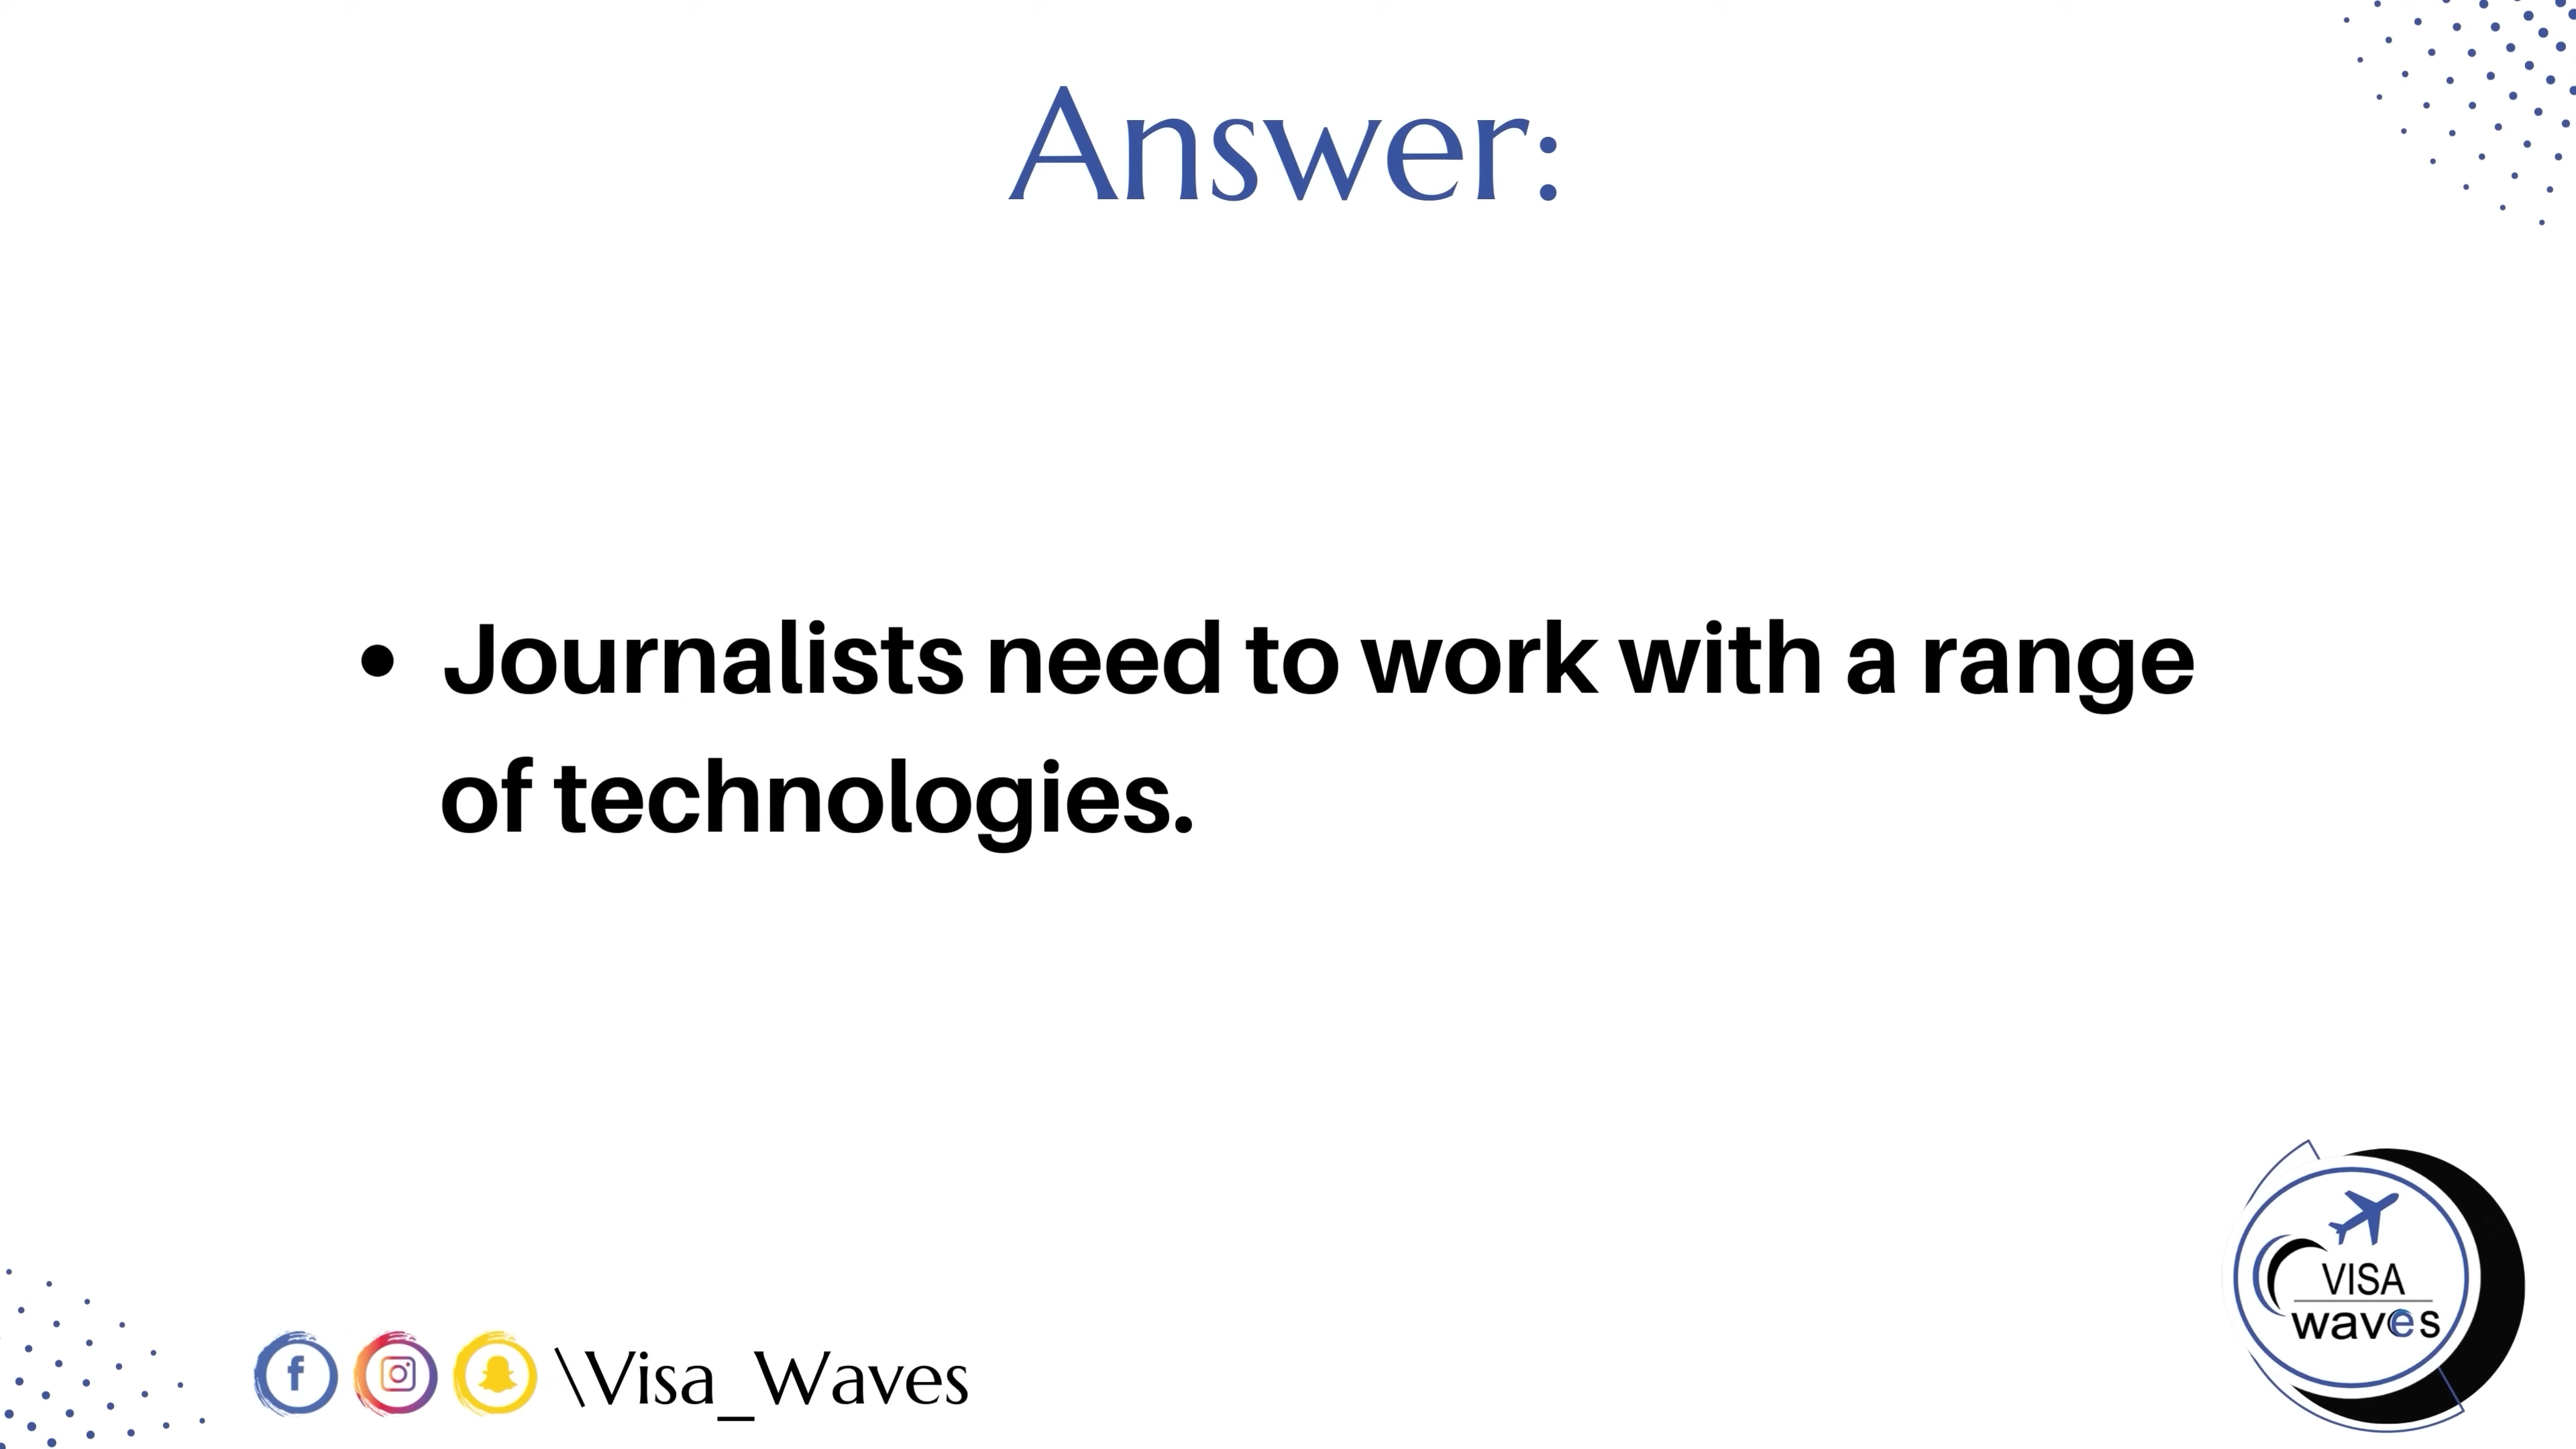 Answer:
• Journalists need to work with a range
of technologies.
\Visa_Waves
VISA
waves